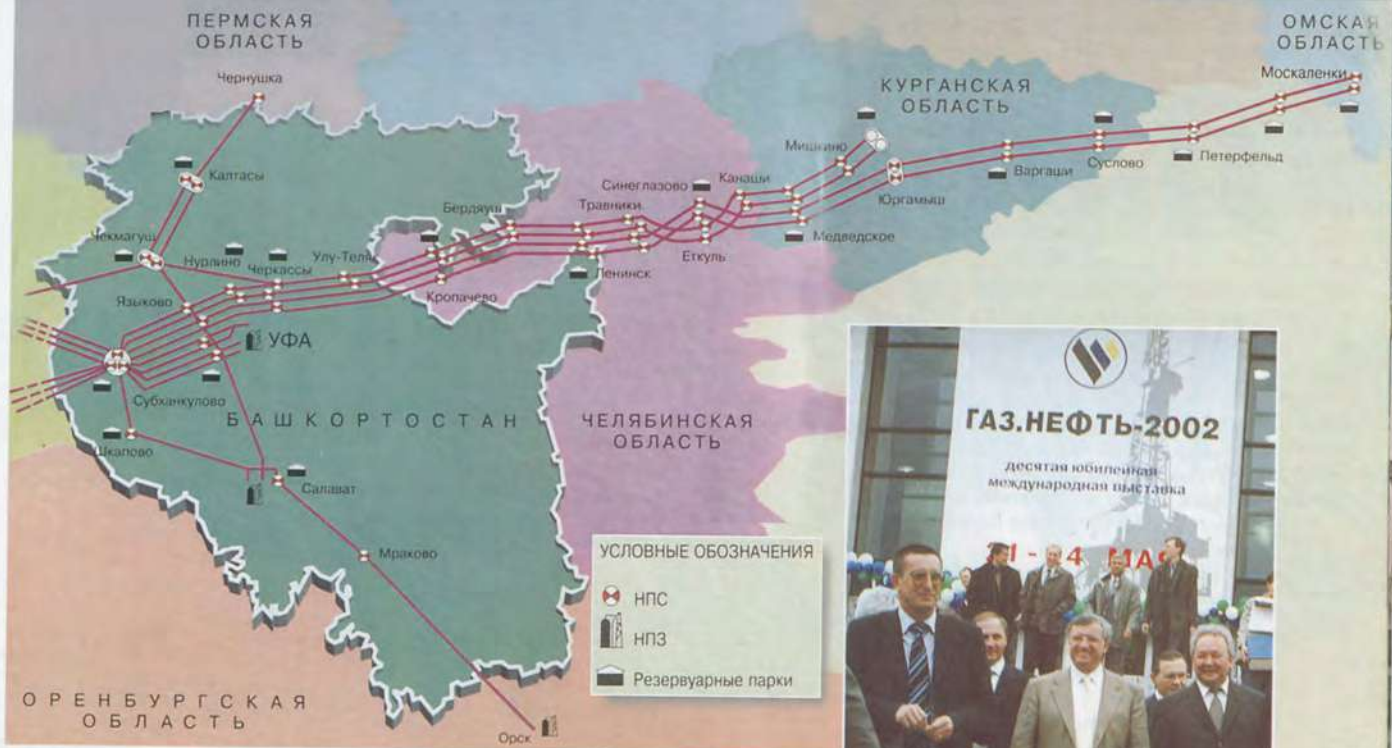 ПЕРМСКАЯ
ОБЛАСТЬ
ОМСКАЯ
ОБЛАСТЬ
Чернушка
Москаленки
КУРГАНСКАЯ
ОБЛАСТЬ
Мишкино
Калтасы
Синеглазово
Канаши
Варгаши
Суслово
Петерфельд
Травники
Юргамыш
Бердяуш
Чекмагуш
Медведское
Нурлино
Улу-Теляк
Еткуль
Черкассы
Ленинск
Языково
Кропачево
УФА
Субханкулово
БАШКОРТОСТАН
ЧЕЛЯБИНСКАЯ
ОБЛАСТЬ
Шкапово
Салават
Мраково
ОРЕНБУРГСКАЯ
ОБЛАСТЬ
Орск
УСЛОВНЫЕ ОБОЗНАЧЕНИЯ
НПС
НПЗ
Резервуарные парки
ГАЗ.НЕФТЬ-2002
десятая юбилейная
международная выставка
МАЯ